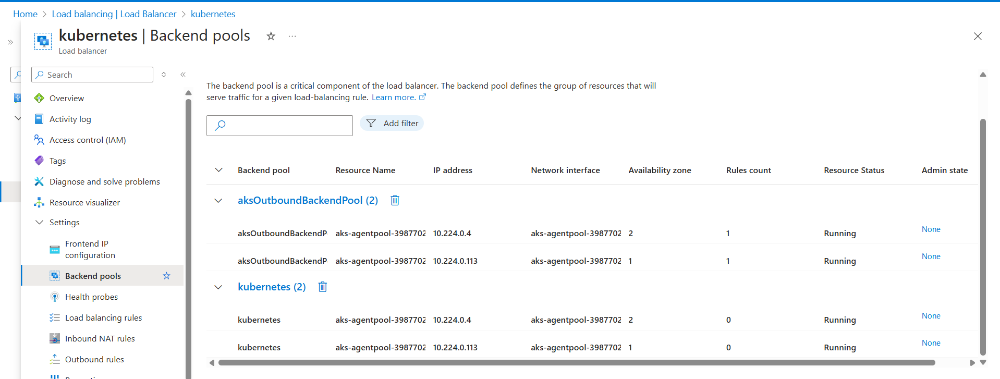 Home > Load balancing | Load Balancer > kubernetes
kubernetes | Backend pools
Load balancer
Search
Overview
Activity log
Access control (IAM)
Tags
Diagnose and solve problems
Resource visualizer
Settings
Frontend IP
configuration
Backend pools
Health probes
Load balancing rules
Inbound NAT rules
Outbound rules
The backend pool is a critical component of the load balancer. The backend pool defines the group of resources that will
serve traffic for a given load-balancing rule. Learn more.
Add filter
Backend pool Resource Name IP address Network interface Availability zone Rules count Resource Status Admin state
aksOutboundBackendPool (2)
aksOutboundBackendP aks-agentpool-3987702 10.224.0.4 aks-agentpool-3987702 2 1 Running None
aksOutboundBackendP aks-agentpool-3987702 10.224.0.113 aks-agentpool-3987702 1 1 Running None
kubernetes (2)
kubernetes aks-agentpool-3987702 10.224.0.4 aks-agentpool-3987702 2 0 Running None
kubernetes aks-agentpool-3987702 10.224.0.113 aks-agentpool-3987702 1 0 Running None